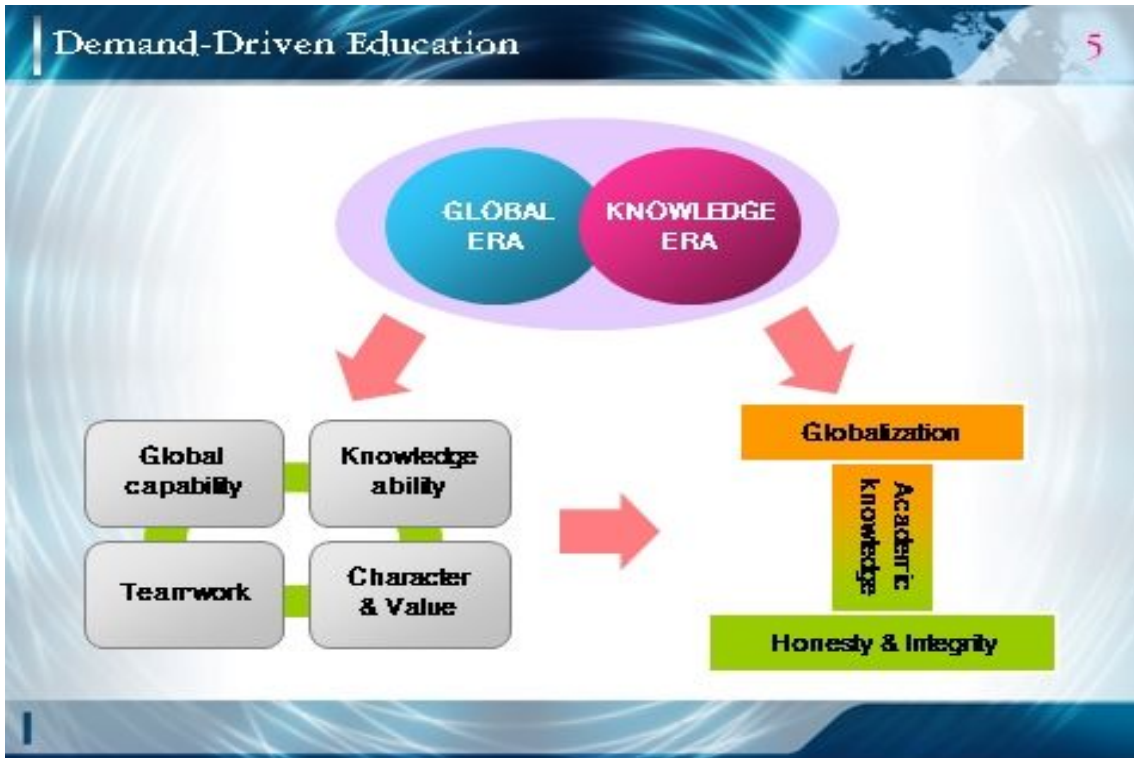 Demand-Driven Education
5
GLOBAL
ERA
KNOWLEDGE
ERA
Global
capability
Knowledge
ability
Teamwork
Character
& Value
Globalization
Academic
knowledge
Honesty & Integrity